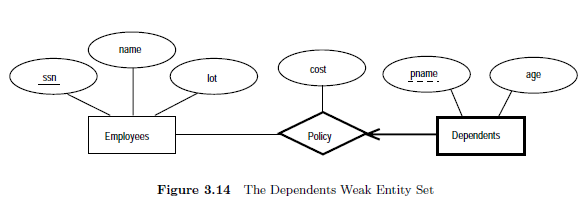 name
ssn
lot
cost
pname
age
Employees
Policy
Dependents
Figure 3.14 The Dependents Weak Entity Set